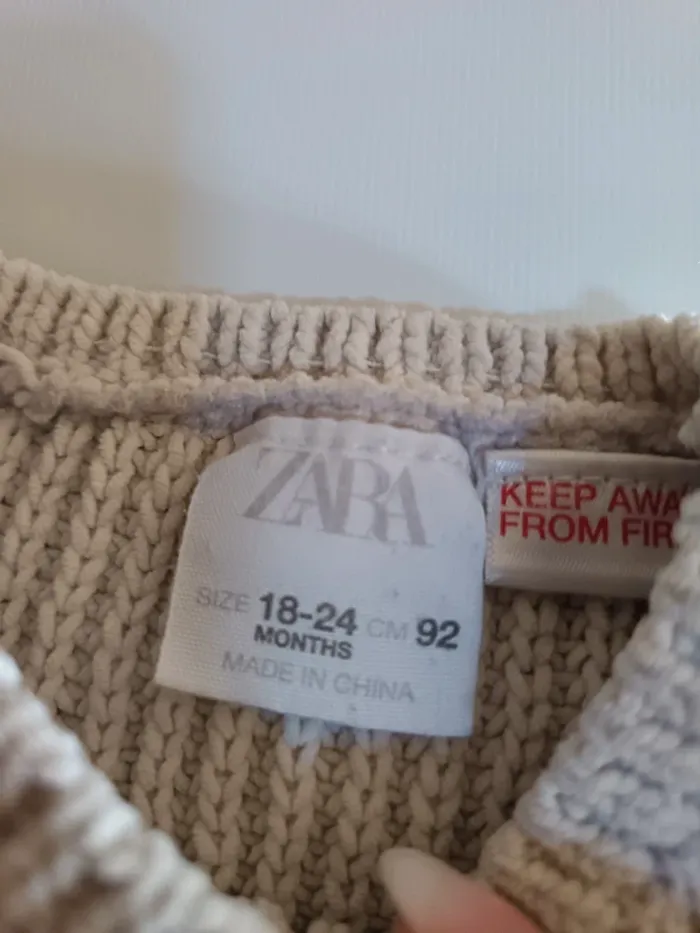 ZARA
SIZE 18-24 CM 92
MONTHS
MADE IN CHINA
KEEP AWA
FROM FIR